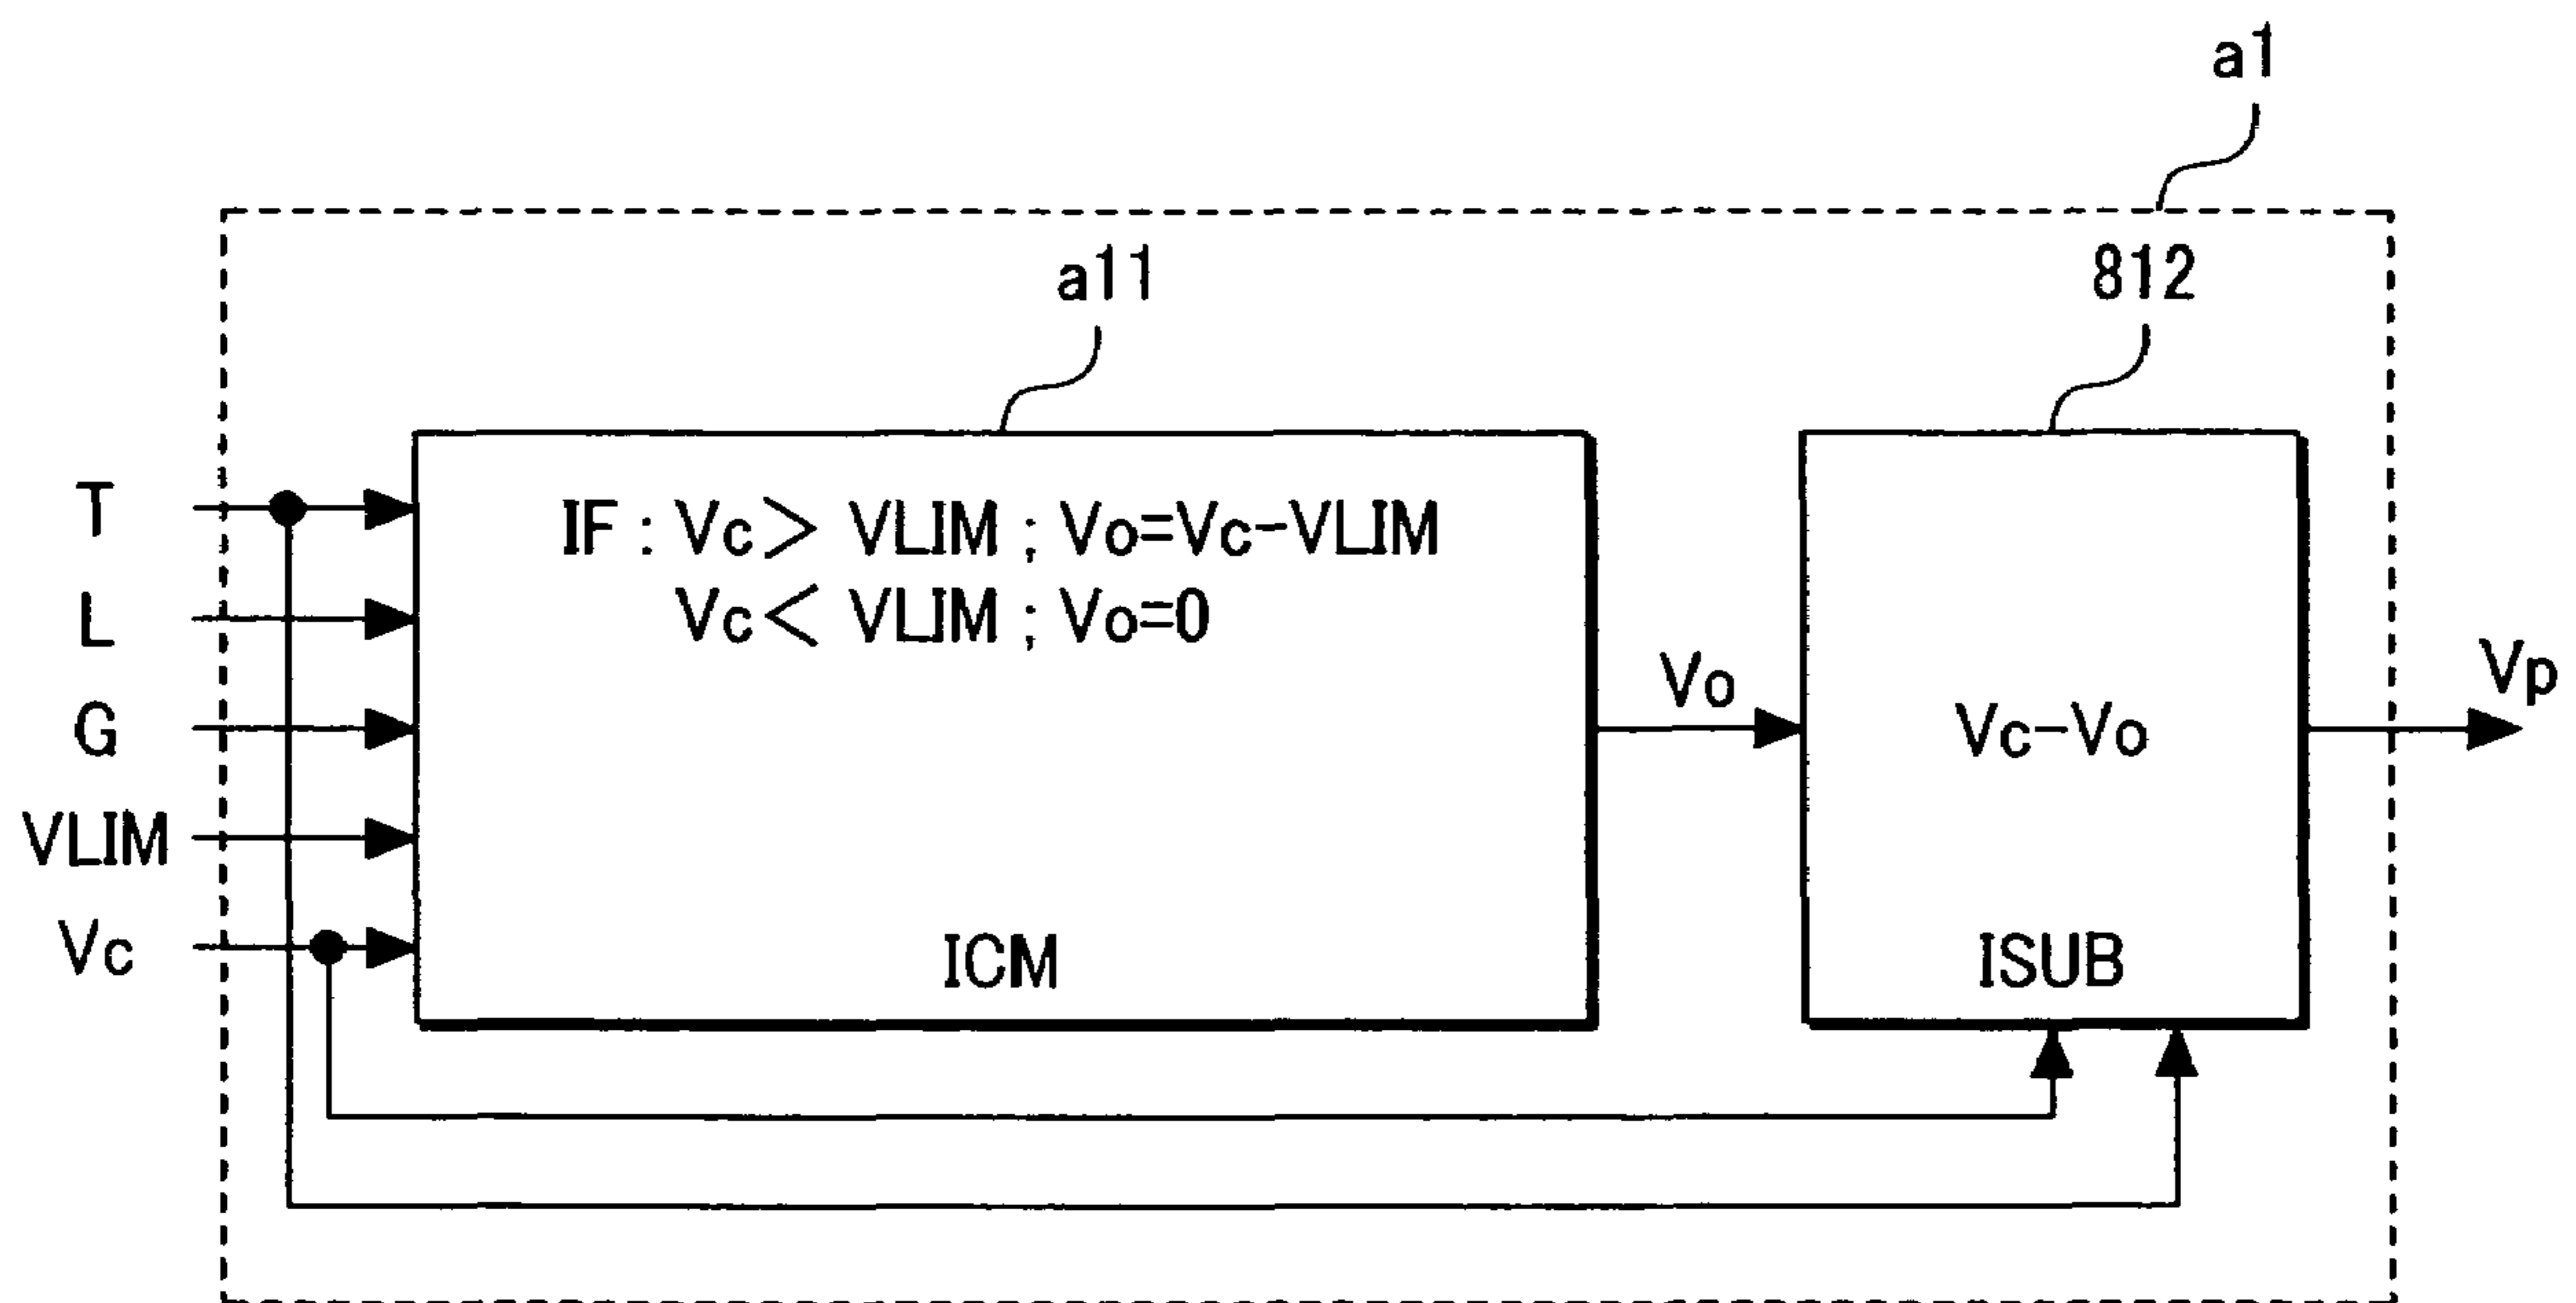 a1
a11
812
T
L
G
VLIM
Vc
IF : Vc > VLIM ; Vo=Vc-VLIM
Vc < VLIM ; Vo=0
ICM
Vo
Vc-Vo
ISUB
Vp